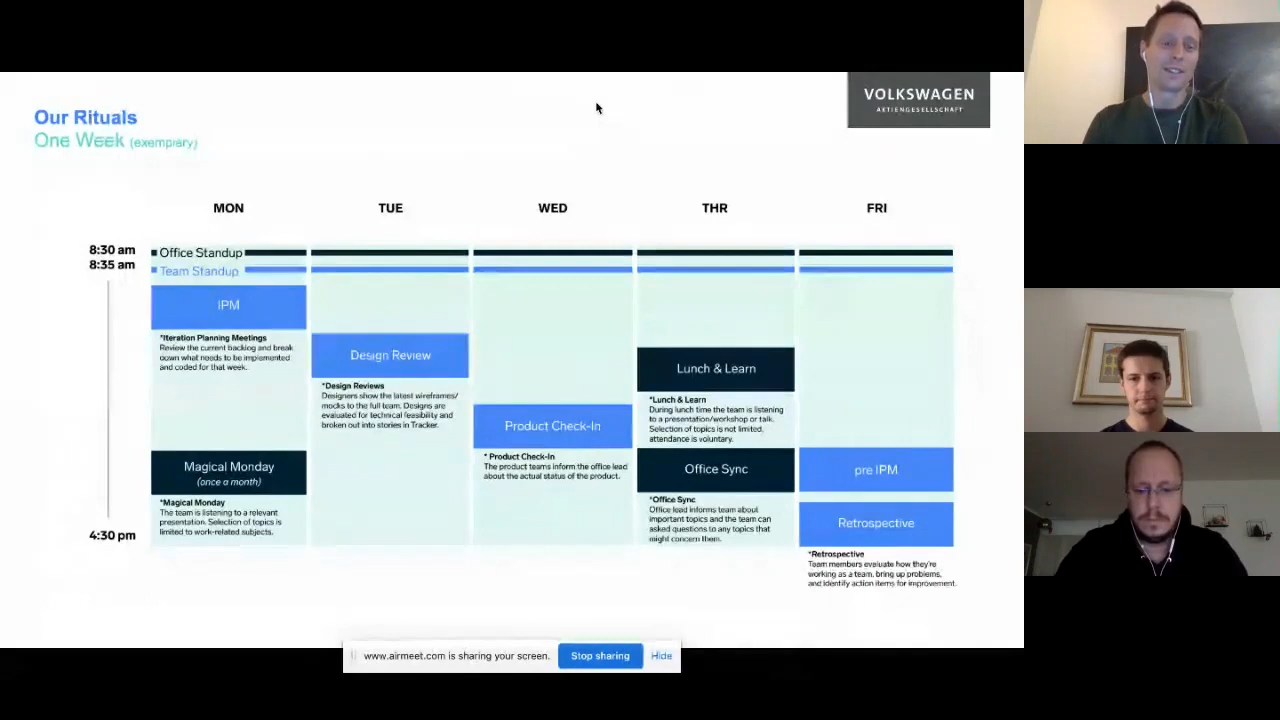 VOLKSWAGEN
AKTIENGESELLSCHAFT
Our Rituals
One Week (exemplary)
MON
TUE
WED
THR
FRI
8:30 am
8:35 am
4:30 pm
Office Standup
Team Standup
IPM
*Iteration Planning Meetings
Review the current backlog and break
down what needs to be implemented
and coded for that week.
Magical Monday
(once a month)
*Magical Monday
The team is listening to a relevant
presentation. Selection of topics is
limited to work-related subjects.
Design Review
*Design Reviews
Designers show the latest wireframes/
mocks to the full team. Designs are
evaluated for technical feasibility and
broken out into stories in Tracker.
Product Check-In
* Product Check-In
The product teams inform the office lead
about the actual status of the product.
Lunch & Learn
*Lunch & Learn
During lunch time the team is listening
to a presentation/workshop or talk.
Selection of topics is not limited,
attendance is voluntary.
Office Sync
*Office Sync
Office lead informs team about
important topics and the team can
asked questions to any topics that
might concern them.
pre IPM
Retrospective
*Retrospective
Team members evaluate how they're
working as a team, bring up problems,
and identify action items for improvement.
www.airmeet.com is sharing your screen.
Stop sharing
Hide